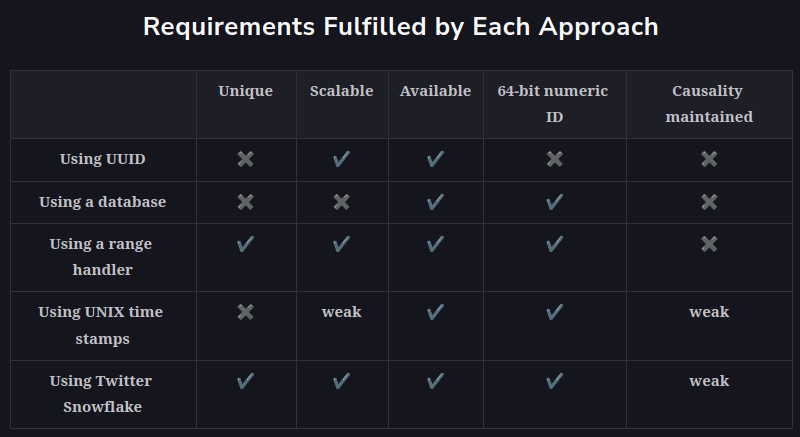 Requirements Fulfilled by Each Approach
Unique Scalable Available 64-bit numeric ID Causality maintained
Using UUID ✖ ✔ ✔ ✖ ✖
Using a database ✖ ✖ ✔ ✔ ✖
Using a range handler ✔ ✔ ✔ ✔ ✖
Using UNIX time stamps ✖ weak ✔ ✔ weak
Using Twitter Snowflake ✔ ✔ ✔ ✔ weak